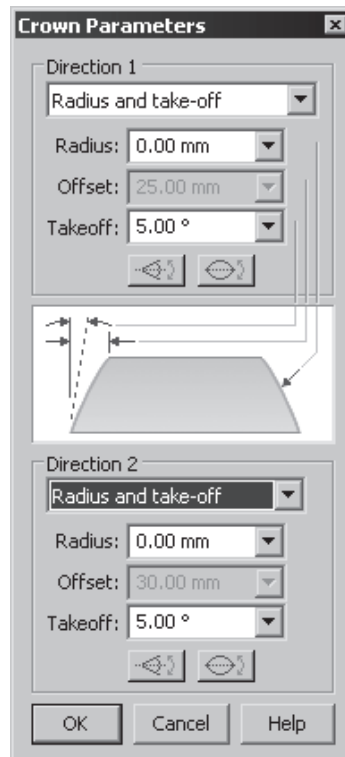 Crown Parameters
Direction 1
Radius and take-off
Radius: 0.00 mm
Offset: 25.00 mm
Takeoff: 5.00 °
Direction 2
Radius and take-off
Radius: 0.00 mm
Offset: 30.00 mm
Takeoff: 5.00 °
OK Cancel Help